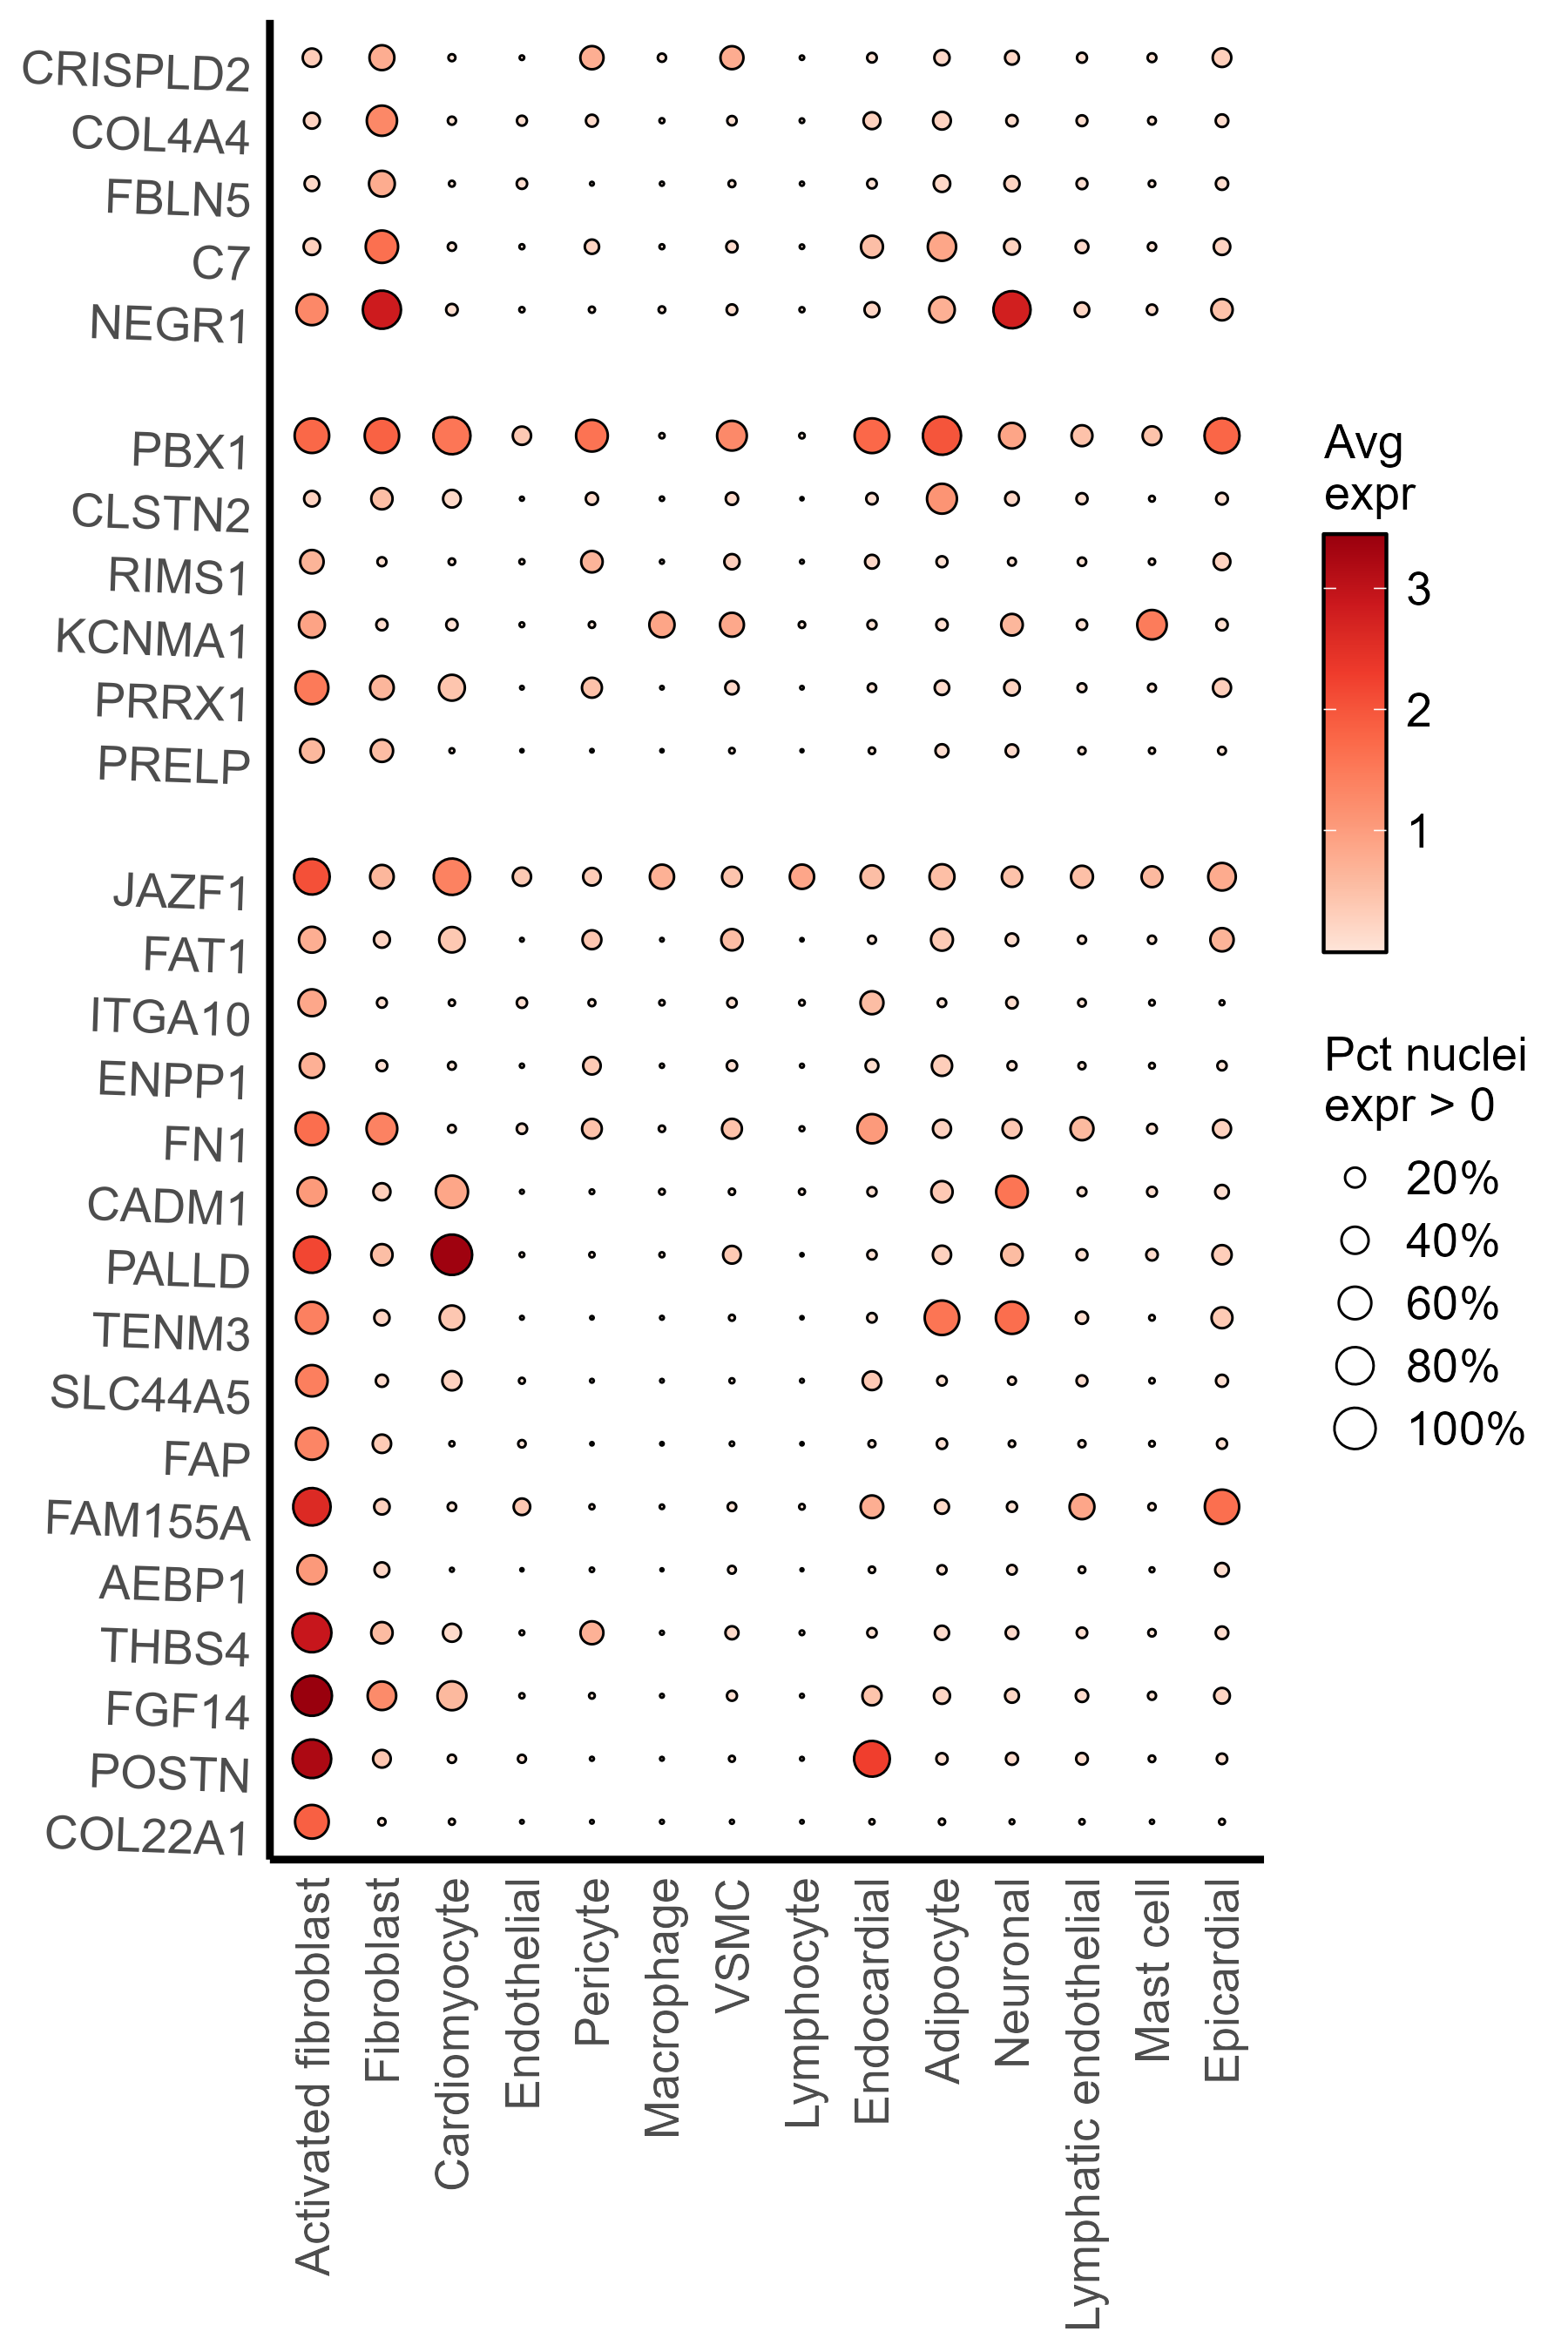 CRISPLD2
COL4A4
FBLN5
C7
NEGR1
PBX1
CLSTN2
RIMS1
KCNMA1
PRRX1
PRELP
JAZF1
FAT1
ITGA10
ENPP1
FN1
CADM1
PALLD
TENM3
SLC44A5
FAP
FAM155A
AEBP1
THBS4
FGF14
POSTN
COL22A1
Activated fibroblast
Fibroblast
Cardiomyocyte
Endothelial
Pericyte
Macrophage
VSMC
Lymphocyte
Endocardial
Adipocyte
Neuronal
Lymphatic endothelial
Mast cell
Epicardial
Avg
expr
3
2
1
Pct nuclei
expr > 0
20%
40%
60%
80%
100%